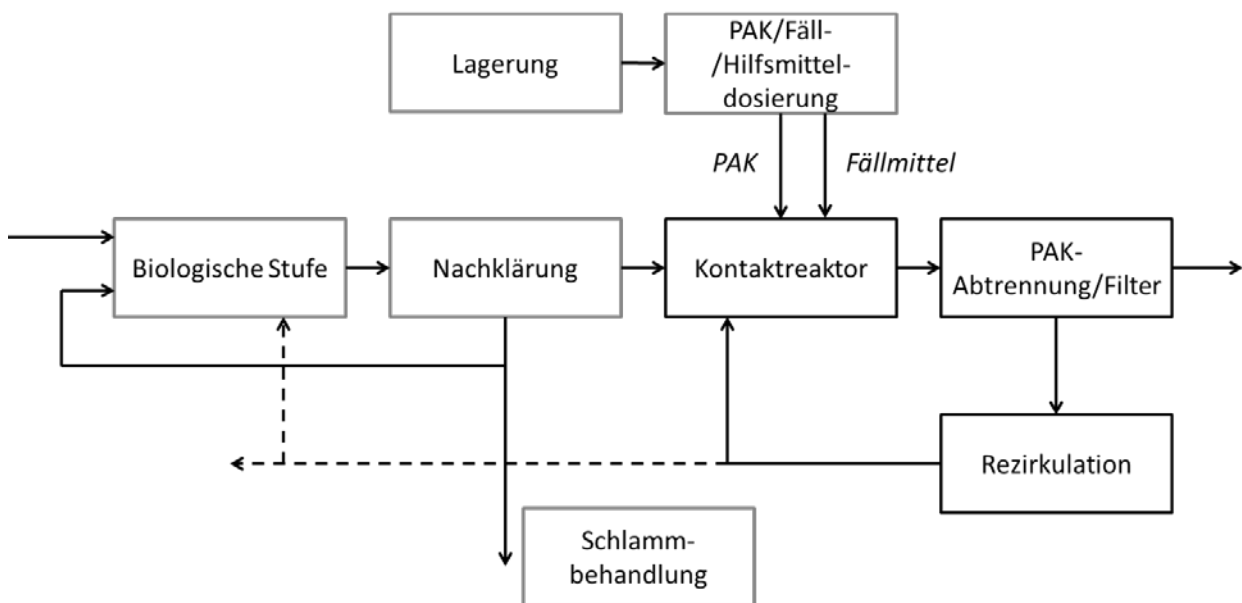 Lagerung
PAK/Fäll-
/Hilfsmittel-
dosierung
PAK
Fällmittel
Biologische Stufe
Nachklärung
Kontaktreaktor
PAK-
Abtrennung/Filter
Rezirkulation
Schlamm-
behandlung